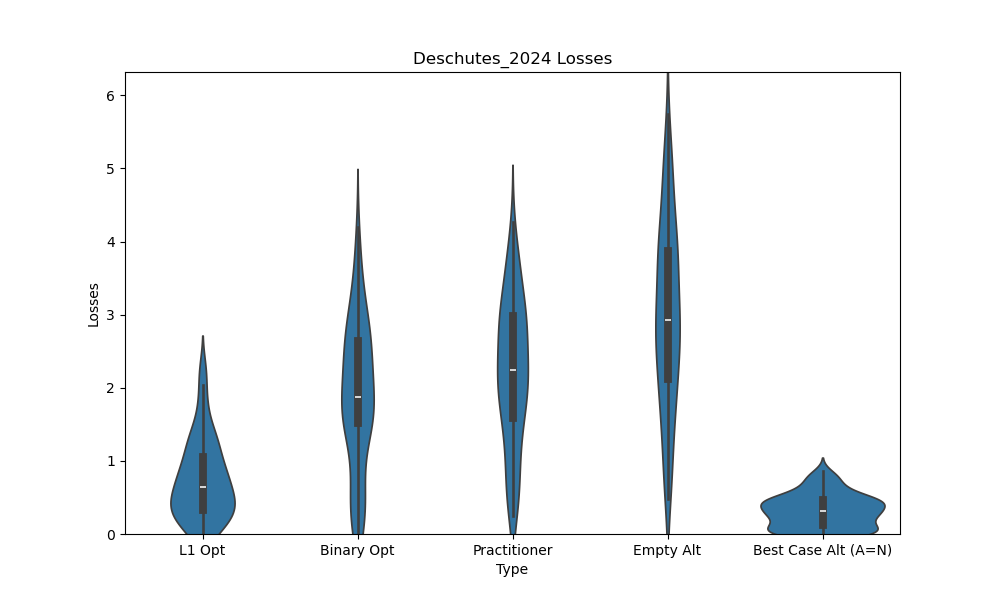 Deschutes_2024 Losses
6
5
4
3
2
1
0
Losses
L1 Opt
Binary Opt
Practitioner
Empty Alt
Best Case Alt (A=N)
Type